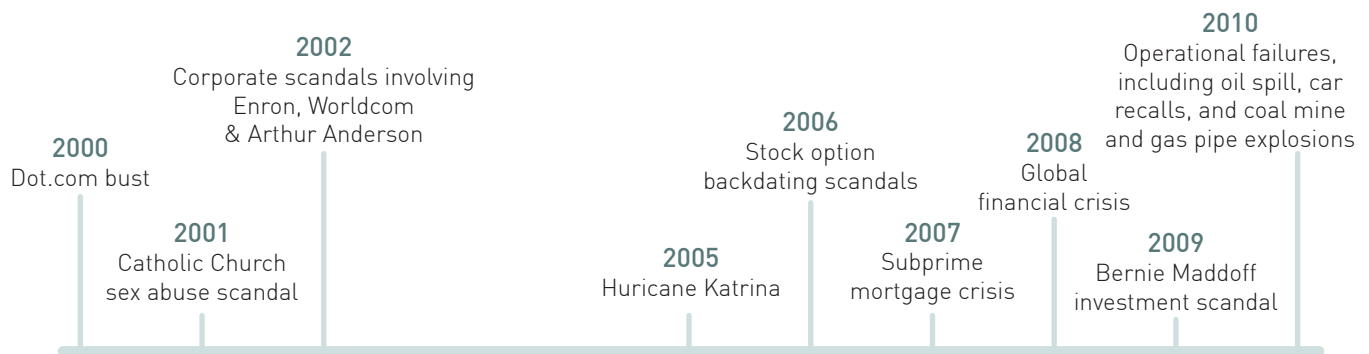 2000
Dot.com bust
2001
Catholic Church
sex abuse scandal
2002
Corporate scandals involving
Enron, Worldcom
& Arthur Anderson
2005
Huricane Katrina
2006
Stock option
backdating scandals
2007
Subprime
mortgage crisis
2008
Global
financial crisis
2009
Bernie Maddoff
investment scandal
2010
Operational failures,
including oil spill, car
recalls, and coal mine
and gas pipe explosions